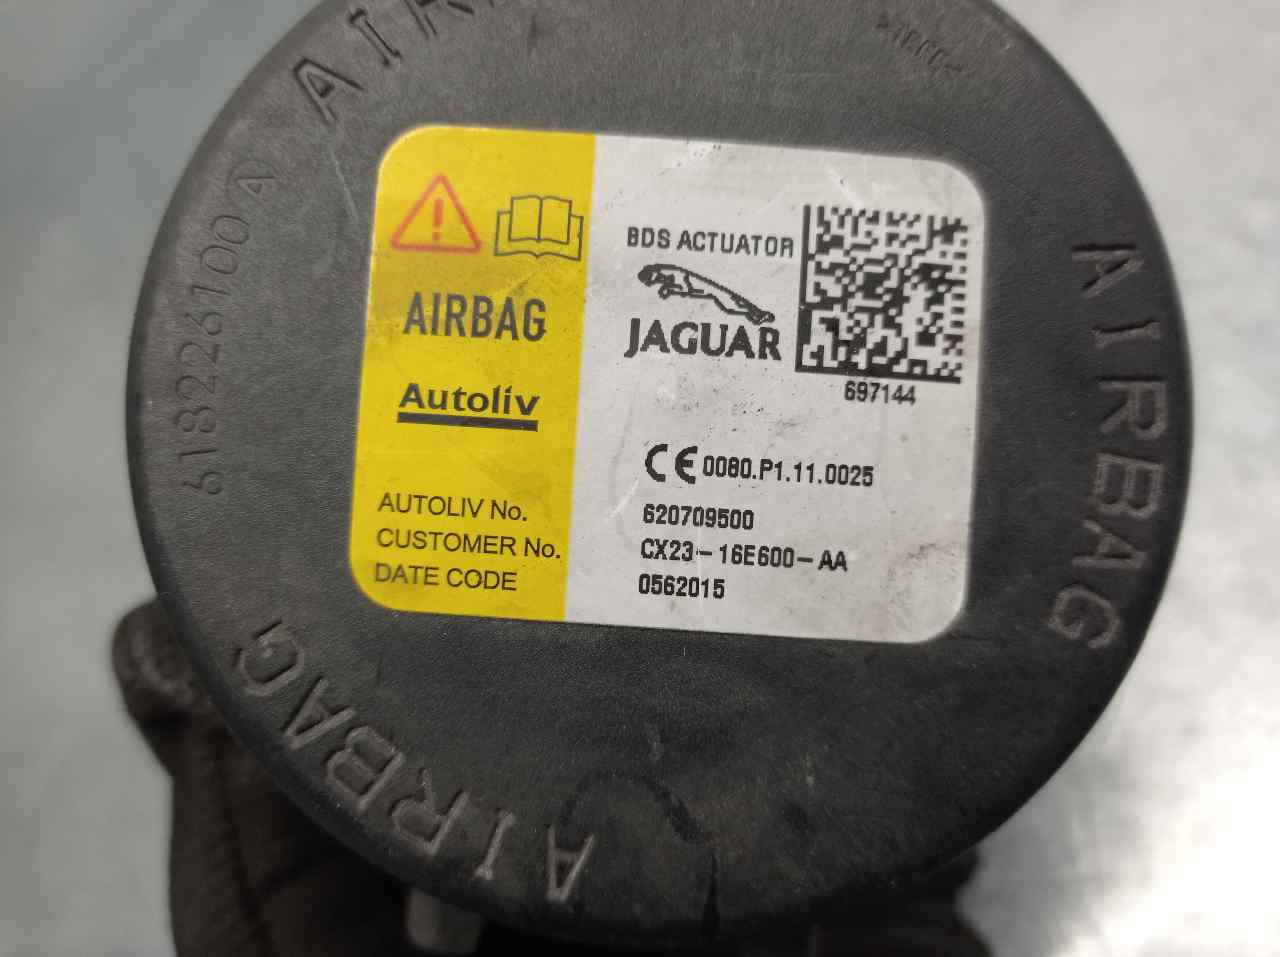 AIR
618226100A
BDS ACTUATOR
JAGUAR
697144
AIRBAG
Autoliv
CE 0080.P1.11.0025
AUTOLIV No. 620709500
CUSTOMER No. CX23-16E600-AA
DATE CODE 0562015
AIRBAG
AIRBAG
A